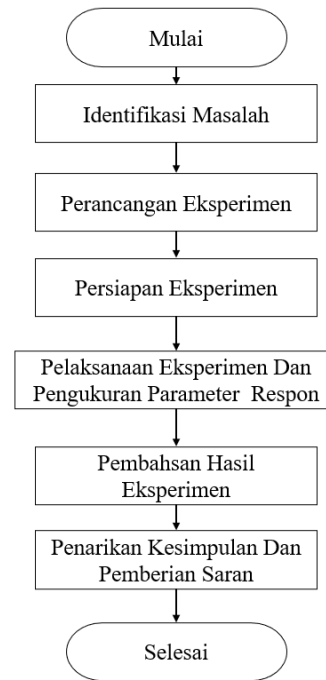 Mulai
Identifikasi Masalah
Perancangan Eksperimen
Persiapan Eksperimen
Pelaksanaan Eksperimen Dan
Pengukuran Parameter Respon
Pembahsan Hasil
Eksperimen
Penarikan Kesimpulan Dan
Pemberian Saran
Selesai